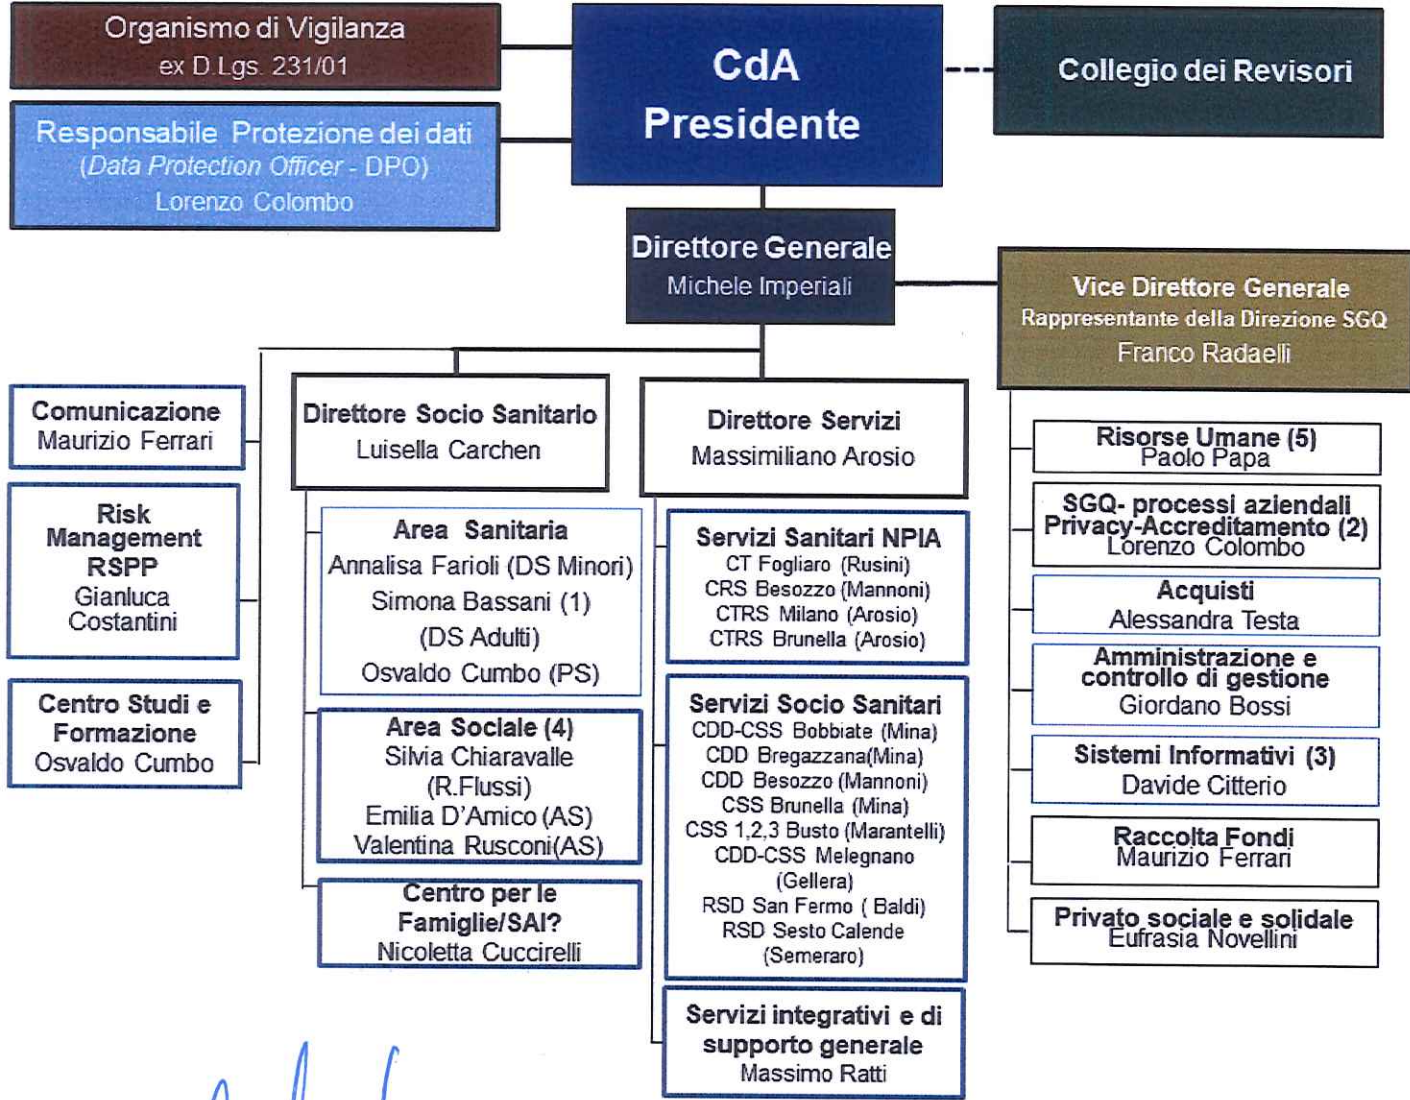 Organismo di Vigilanza
ex D.Lgs. 231/01
Responsabile Protezione dei dati
(Data Protection Officer - DPO)
Lorenzo Colombo
CdA
Presidente
Collegio dei Revisori
Direttore Generale
Michele Imperiali
Vice Direttore Generale
Rappresentante della Direzione SGQ
Franco Radaelli
Comunicazione
Maurizio Ferrari
Risk
Management
RSPP
Gianluca
Costantini
Centro Studi e
Formazione
Osvaldo Cumbo
Direttore Socio Sanitario
Luisella Carchen
Area Sanitaria
Annalisa Farioli (DS Minori)
Simona Bassani (1)
(DS Adulti)
Osvaldo Cumbo (PS)
Area Sociale (4)
Silvia Chiaravalle
(R.Flussi)
Emilia D'Amico (AS)
Valentina Rusconi(AS)
Centro per le
Famiglie/SAI?
Nicoletta Cuccirelli
Direttore Servizi
Massimiliano Arosio
Servizi Sanitari NPIA
CT Fogliaro (Rusini)
CRS Besozzo (Mannoni)
CTRS Milano (Arosio)
CTRS Brunella (Arosio)
Servizi Socio Sanitari
CDD-CSS Bobbiate (Mina)
CDD Bregazzana(Mina)
CDD Besozzo (Mannoni)
CSS Brunella (Mina)
CSS 1,2,3 Busto (Marantelli)
CDD-CSS Melegnano
(Gellera)
RSD San Fermo ( Baldi)
RSD Sesto Calende
(Semeraro)
Servizi integrativi e di
supporto generale
Massimo Ratti
Risorse Umane (5)
Paolo Papa
SGQ- processi aziendali
Privacy-Accreditamento (2)
Lorenzo Colombo
Acquisti
Alessandra Testa
Amministrazione e
controllo di gestione
Giordano Bossi
Sistemi Informativi (3)
Davide Citterio
Raccolta Fondi
Maurizio Ferrari
Privato sociale e solidale
Eufrasia Novellini